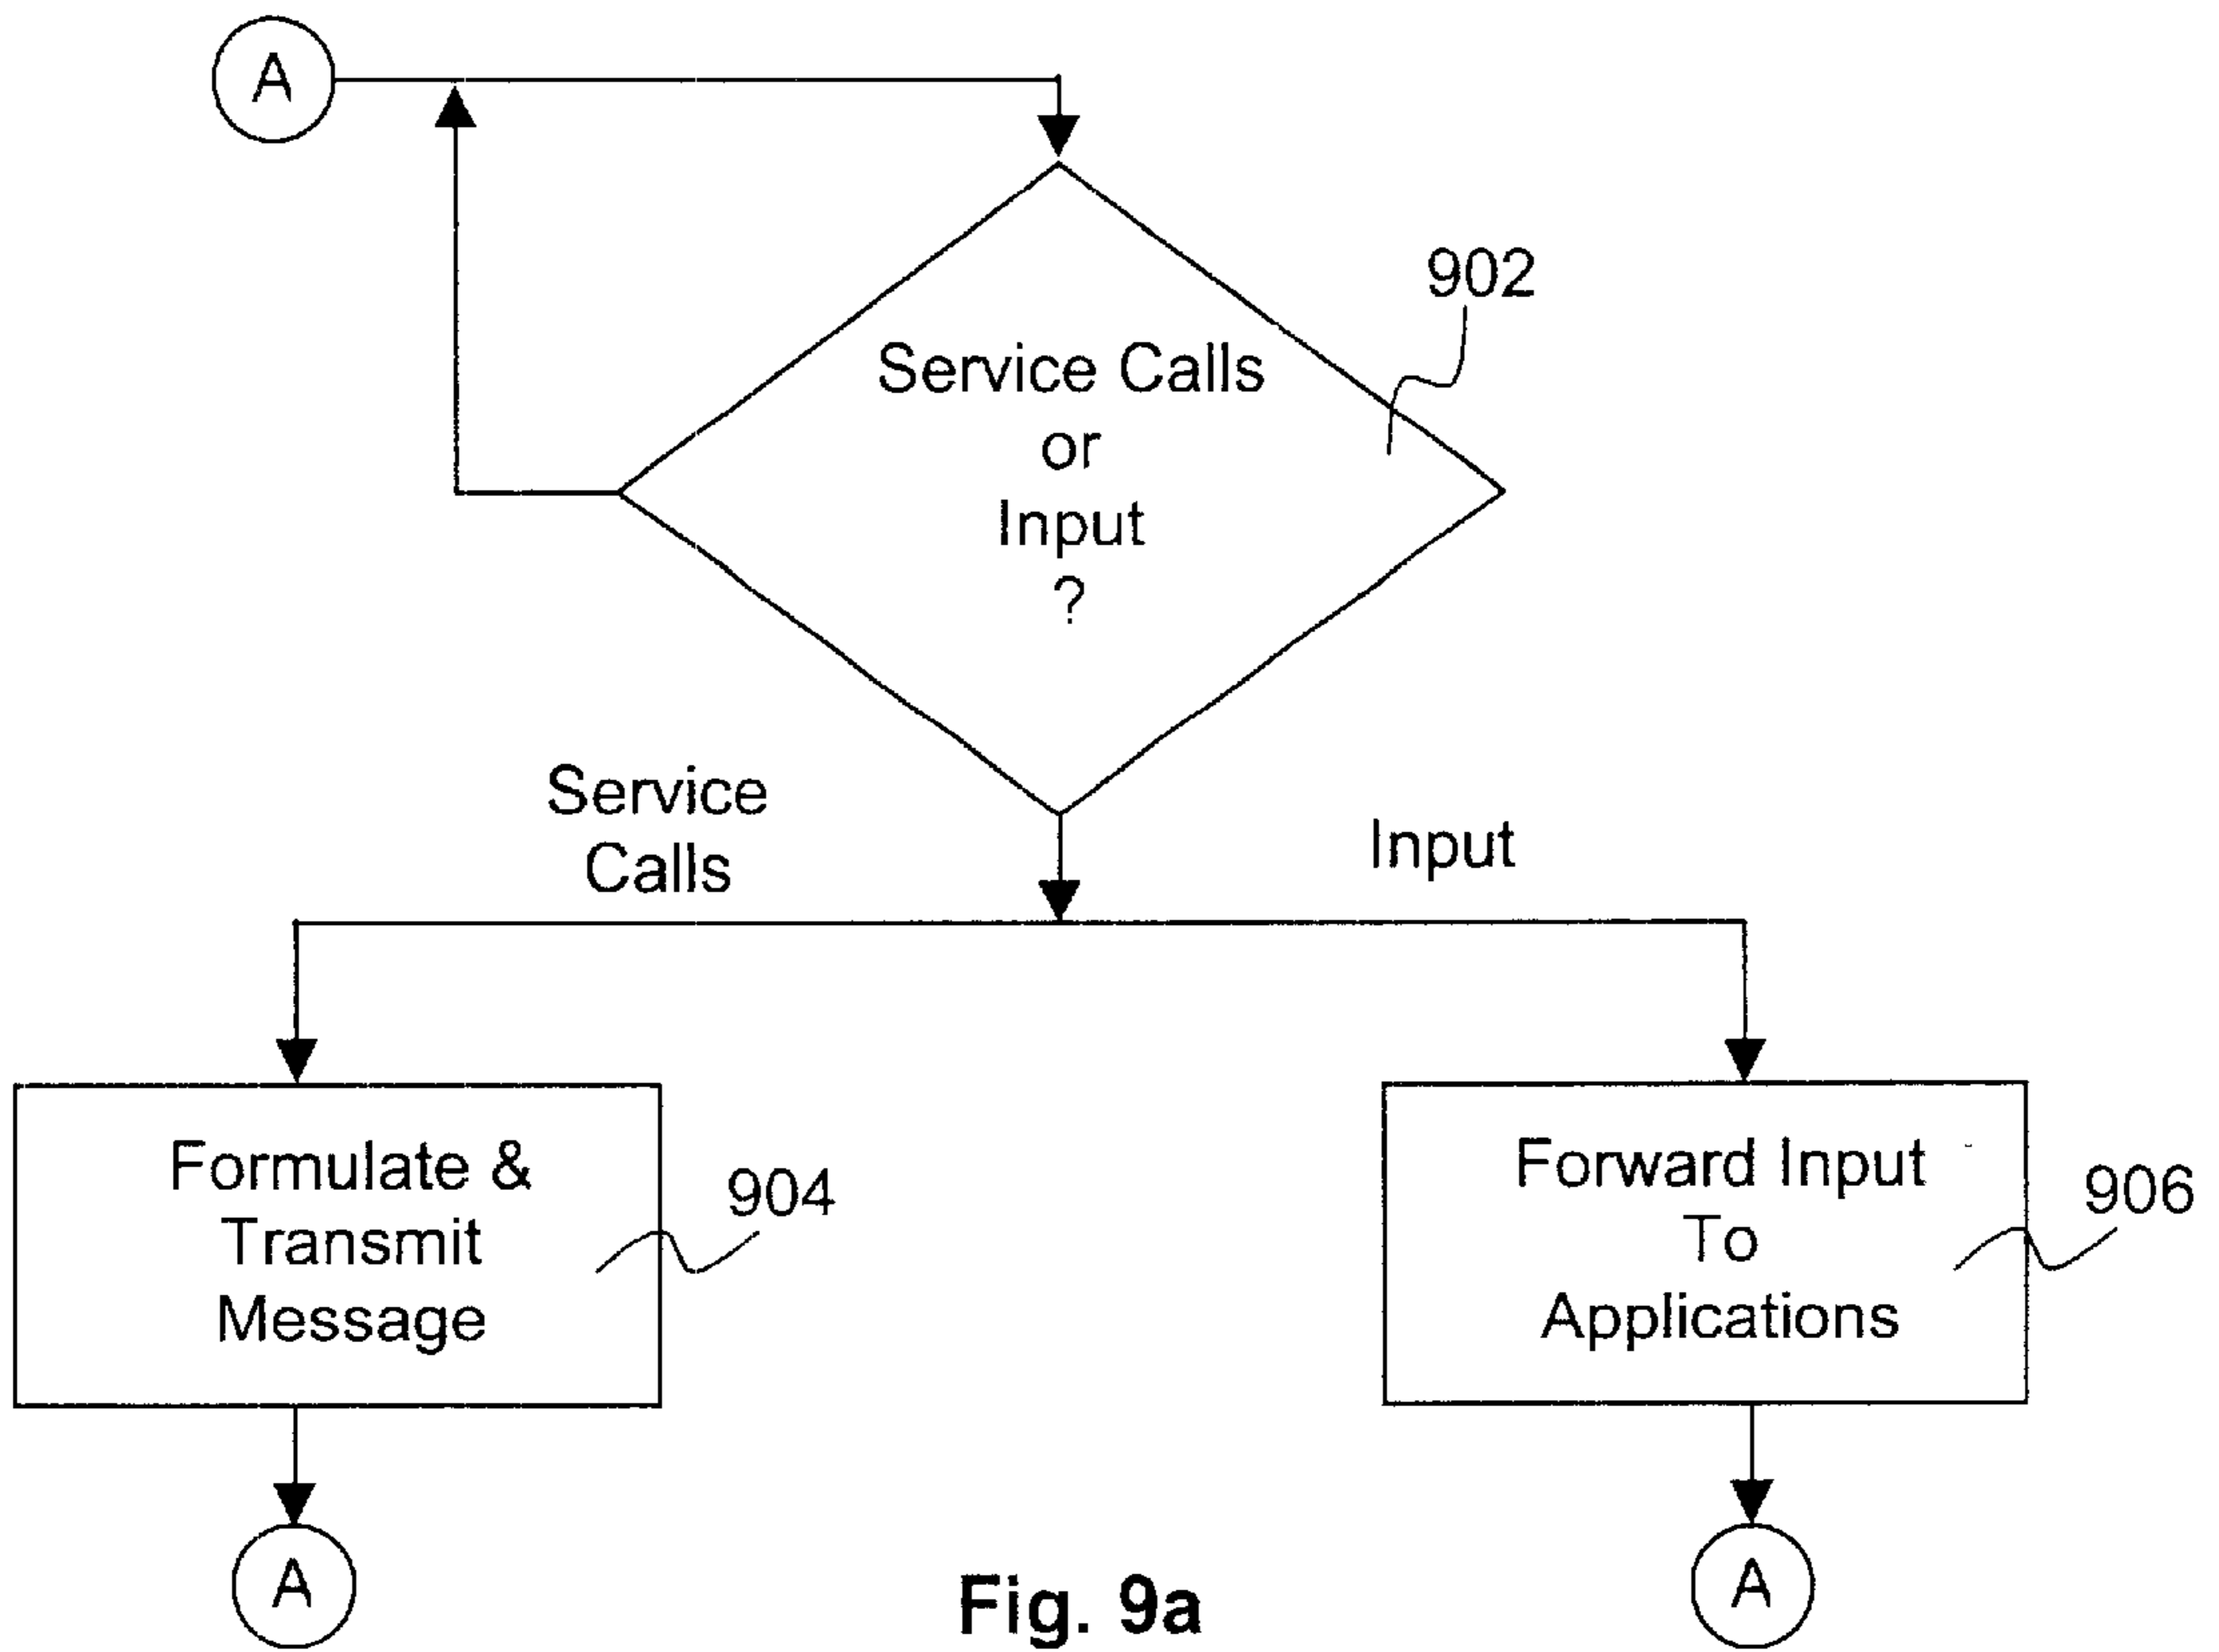 A
902
Service Calls
or
Input
?
Service
Calls
Input
Formulate &
Transmit
Message
904
Forward Input
To
Applications
906
A
A
Fig. 9a